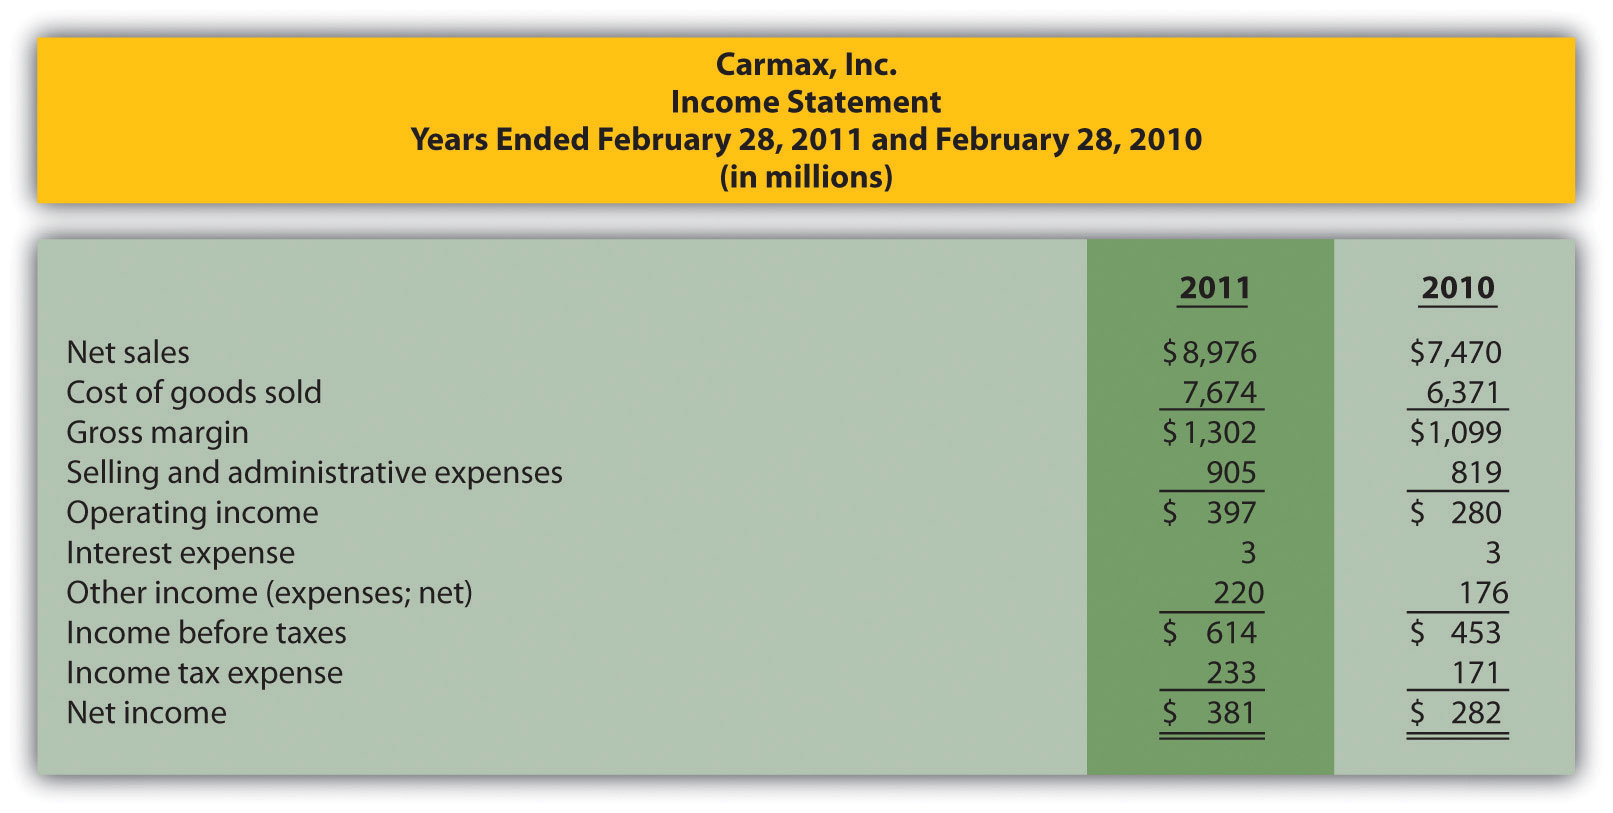 Carmax, Inc.
Income Statement
Years Ended February 28, 2011 and February 28, 2010
(in millions)
2011 2010
Net sales $8,976 $7,470
Cost of goods sold 7,674 6,371
Gross margin $1,302 $1,099
Selling and administrative expenses 905 819
Operating income $ 397 $ 280
Interest expense 3 3
Other income (expenses; net) 220 176
Income before taxes $ 614 $ 453
Income tax expense 233 171
Net income $ 381 $ 282